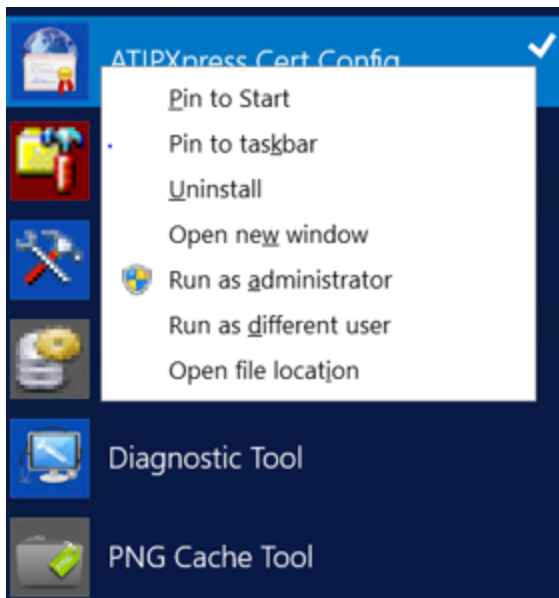 ATIPXpress Cert Config
Pin to Start
Pin to taskbar
Uninstall
Open new window
Run as administrator
Run as different user
Open file location
Diagnostic Tool
PNG Cache Tool